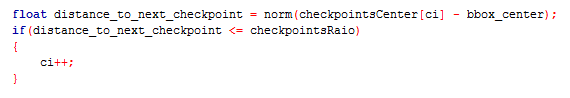 float distance_to_next_checkpoint = norm(checkpointsCenter[ci] - bbox_center);
if(distance_to_next_checkpoint <= checkpointsRaio)
{
    ci++;
}